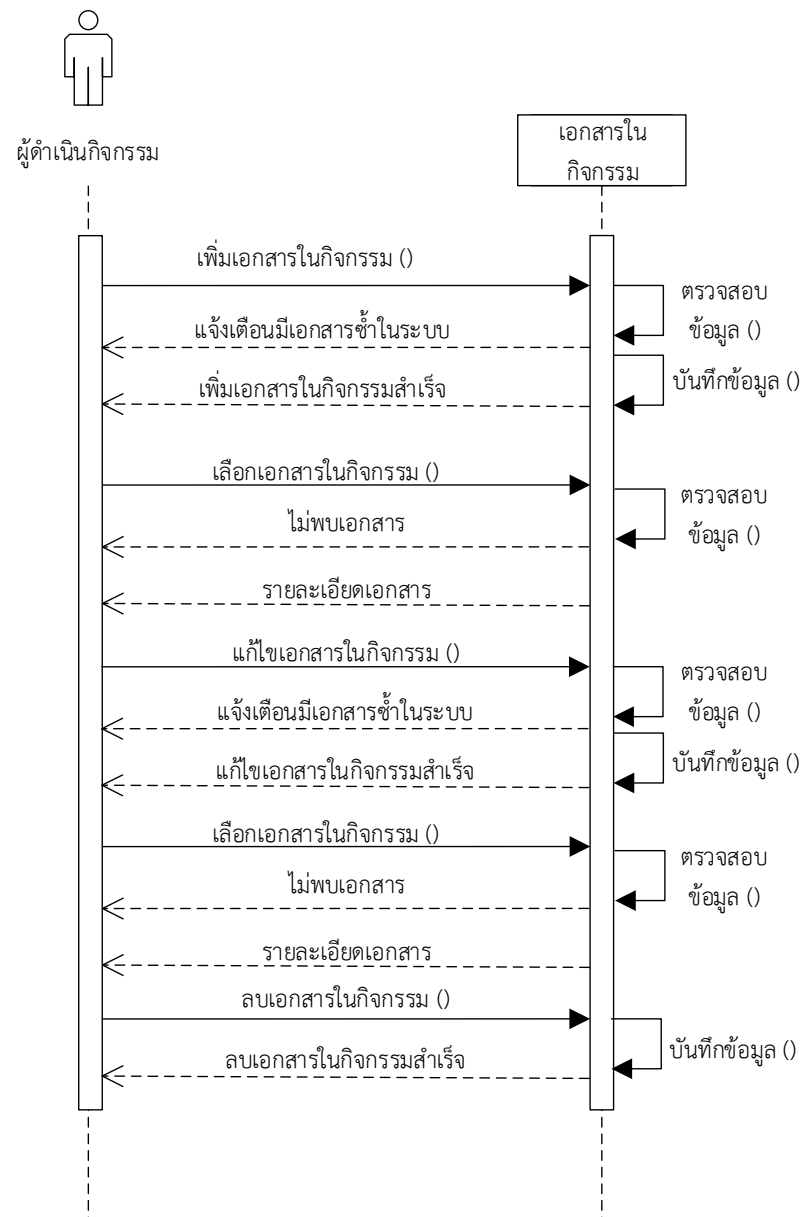 ผู้ดำเนินกิจกรรม
เอกสารใน
กิจกรรม
เพิ่มเอกสารในกิจกรรม ()
ตรวจสอบ
ข้อมูล ()
แจ้งเตือนมีเอกสารซ้ำในระบบ
บันทึกข้อมูล ()
เพิ่มเอกสารในกิจกรรมสำเร็จ
เลือกเอกสารในกิจกรรม ()
ตรวจสอบ
ข้อมูล ()
ไม่พบเอกสาร
รายละเอียดเอกสาร
แก้ไขเอกสารในกิจกรรม ()
ตรวจสอบ
ข้อมูล ()
แจ้งเตือนมีเอกสารซ้ำในระบบ
บันทึกข้อมูล ()
แก้ไขเอกสารในกิจกรรมสำเร็จ
เลือกเอกสารในกิจกรรม ()
ตรวจสอบ
ข้อมูล ()
ไม่พบเอกสาร
รายละเอียดเอกสาร
ลบเอกสารในกิจกรรม ()
บันทึกข้อมูล ()
ลบเอกสารในกิจกรรมสำเร็จ